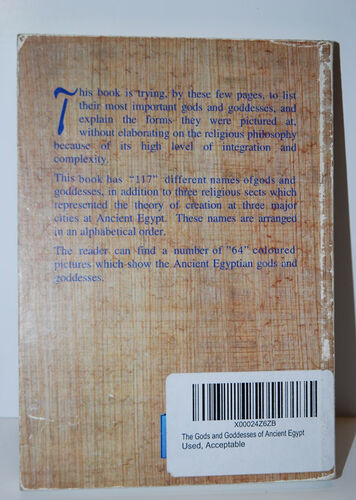 This book is trying, by these few pages, to list
their most important gods and goddesses, and
explain the forms they were pictured at,
without elaborating on the religious philosophy
because of its high level of integration and
complexity.
This book has "117" different names of gods and
goddesses, in addition to three religious sects which
represented the theory of creation at three major
cities at Ancient Egypt. These names are arranged
in an alphabetical order.
The reader can find a number of "64" coloured
pictures which show the Ancient Egyptian gods and
goddesses.
X00024Z6ZB
The Gods and Goddesses of Ancient Egypt
Used, Acceptable